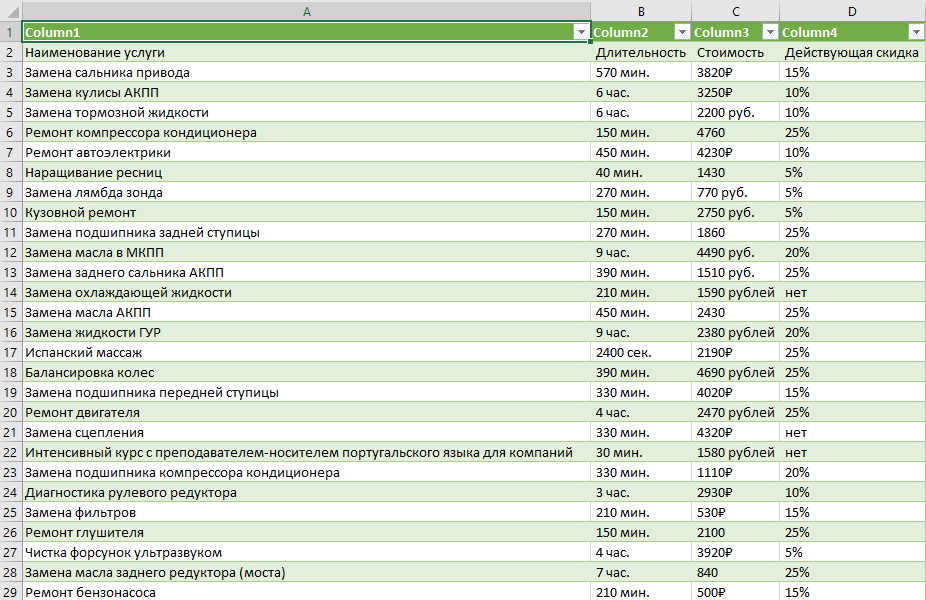 A B C D
1 Column1 Column2 Column3 Column4
2 Наименование услуги Длительность Стоимость Действующая скидка
3 Замена сальника привода 570 мин. 3820₽ 15%
4 Замена кулисы АКПП 6 час. 3250₽ 10%
5 Замена тормозной жидкости 6 час. 2200 руб. 10%
6 Ремонт компрессора кондиционера 150 мин. 4760 25%
7 Ремонт автоэлектрики 450 мин. 4230₽ 10%
8 Наращивание ресниц 40 мин. 1430 5%
9 Замена лямбда зонда 270 мин. 770 руб. 5%
10 Кузовной ремонт 150 мин. 2750 руб. 5%
11 Замена подшипника задней ступицы 270 мин. 1860 25%
12 Замена масла в МКПП 9 час. 4490 руб. 20%
13 Замена заднего сальника АКПП 390 мин. 1510 руб. 25%
14 Замена охлаждающей жидкости 210 мин. 1590 рублей нет
15 Замена масла АКПП 450 мин. 2430 25%
16 Замена жидкости ГУР 9 час. 2380 рублей 20%
17 Испанский массаж 2400 сек. 2190₽ 25%
18 Балансировка колес 390 мин. 4690 рублей 25%
19 Замена подшипника передней ступицы 330 мин. 4020₽ 15%
20 Ремонт двигателя 4 час. 2470 рублей 25%
21 Замена сцепления 330 мин. 4320₽ нет
22 Интенсивный курс с преподавателем-носителем португальского языка для компаний 30 мин. 1580 рублей нет
23 Замена подшипника компрессора кондиционера 330 мин. 1110₽ 20%
24 Диагностика рулевого редуктора 3 час. 2930₽ 10%
25 Замена фильтров 210 мин. 530₽ 15%
26 Ремонт глушителя 150 мин. 2100 25%
27 Чистка форсунок ультразвуком 4 час. 3920₽ 5%
28 Замена масла заднего редуктора (моста) 7 час. 840 25%
29 Ремонт бензонасоса 210 мин. 500₽ 15%